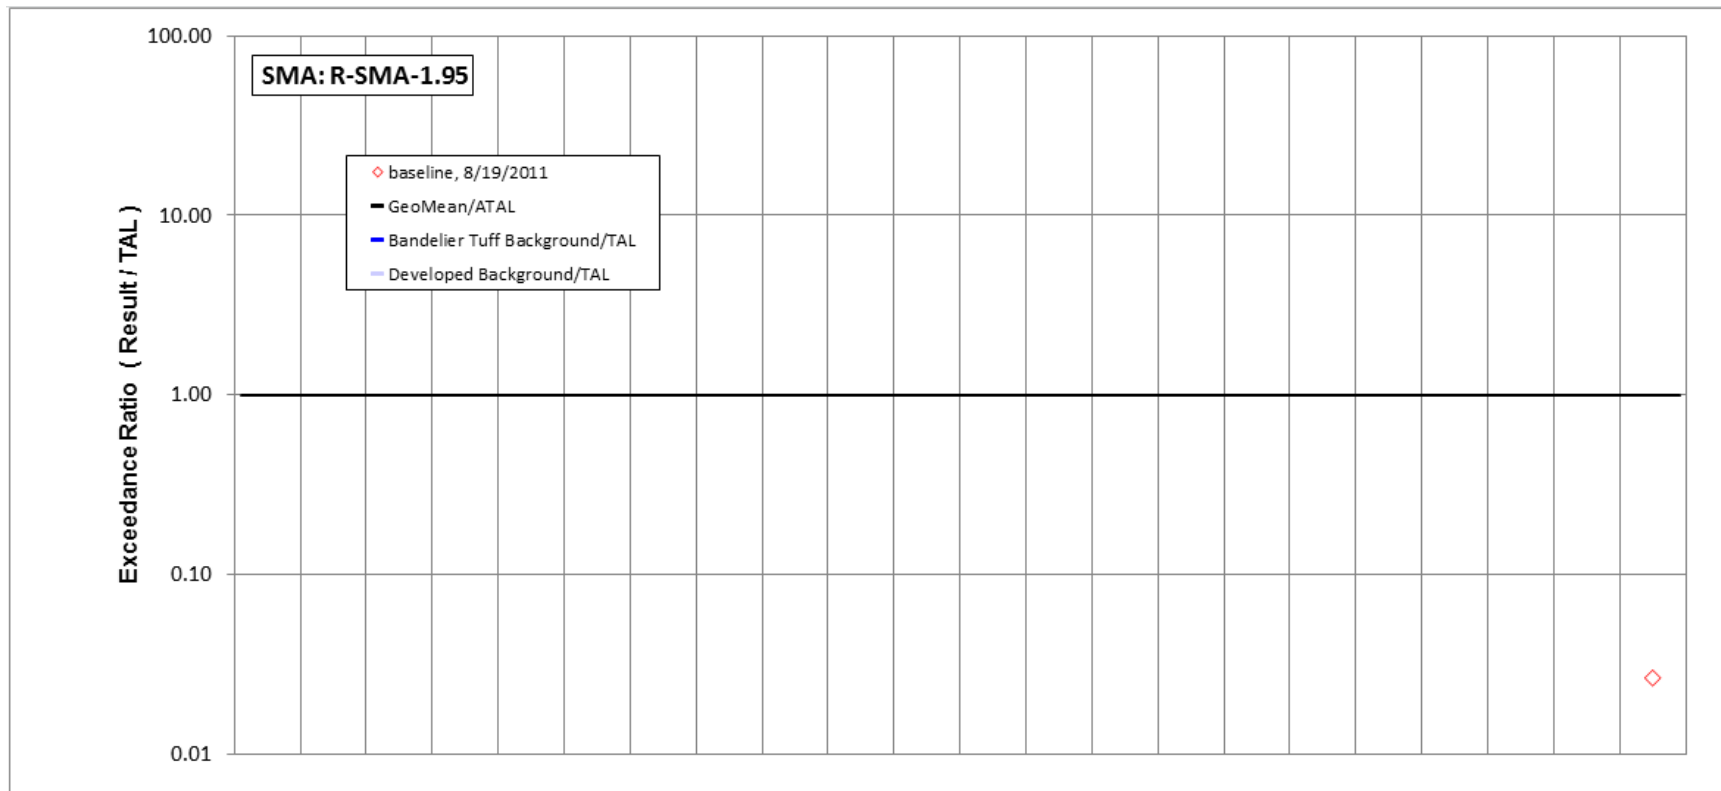 100.00
SMA: R-SMA-1.95
baseline, 8/19/2011
GeoMean/ATAL
Bandelier Tuff Background/TAL
Developed Background/TAL
10.00
1.00
0.10
0.01
Exceedance Ratio ( Result / TAL )